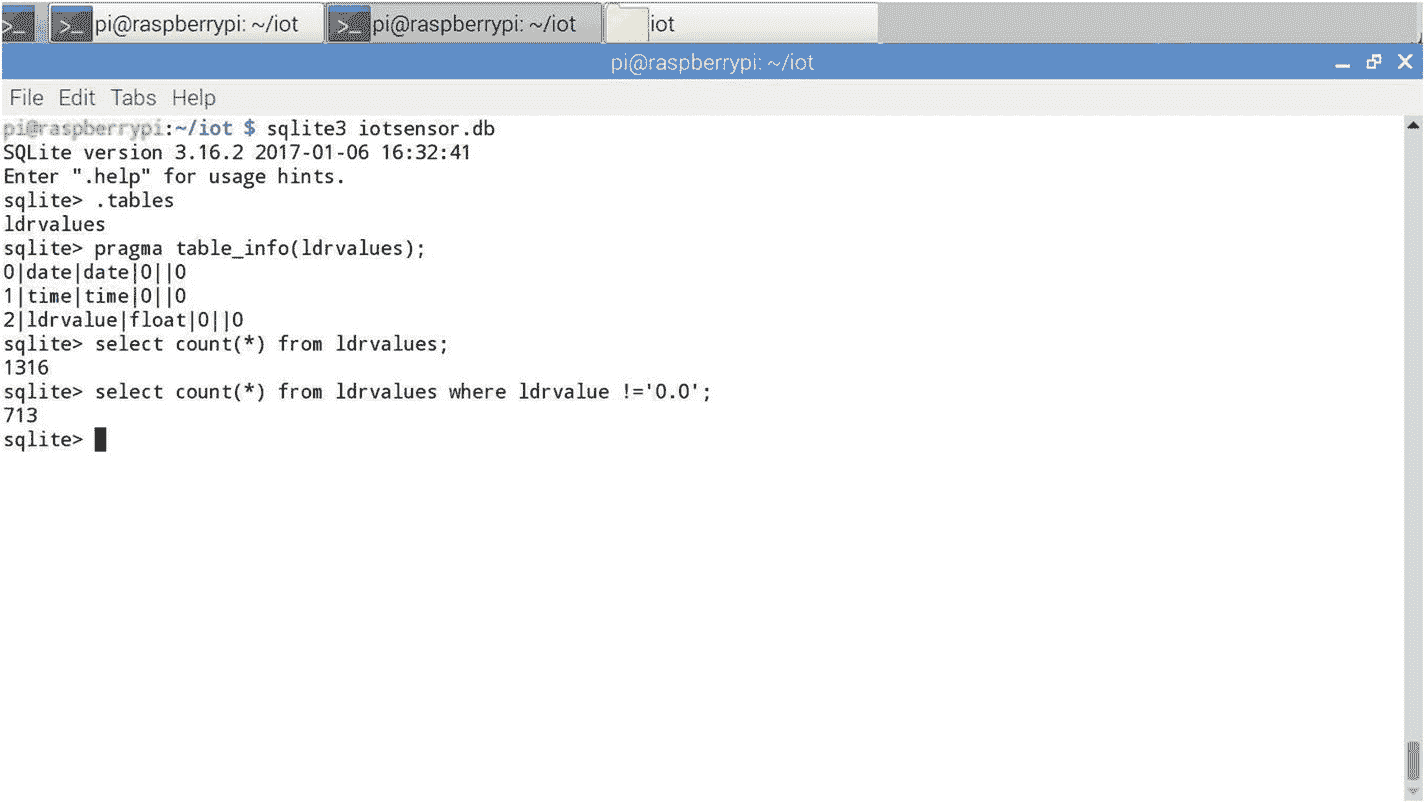 pi@raspberrypi: ~/iot pi@raspberrypi: ~/iot iot
pi@raspberrypi: ~/iot
File Edit Tabs Help
pi@raspberrypi:~/iot $ sqlite3 iotsensor.db
SQLite version 3.16.2 2017-01-06 16:32:41
Enter ".help" for usage hints.
sqlite> .tables
ldrvalues
sqlite> pragma table_info(ldrvalues);
0|date|date|0||0
1|time|time|0||0
2|ldrvalue|float|0||0
sqlite> select count(*) from ldrvalues;
1316
sqlite> select count(*) from ldrvalues where ldrvalue !='0.0';
713
sqlite>